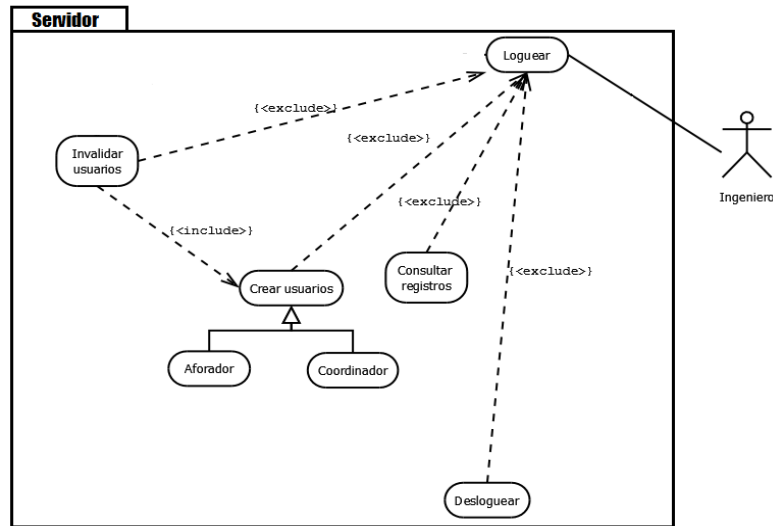 Servidor
Loguear
{<exclude>}
{<exclude>}
Invalidar
usuarios
Ingeniero
{<exclude>}
{<include>}
Consultar
registros
{<exclude>}
Crear usuarios
Aforador
Coordinador
Desloguear